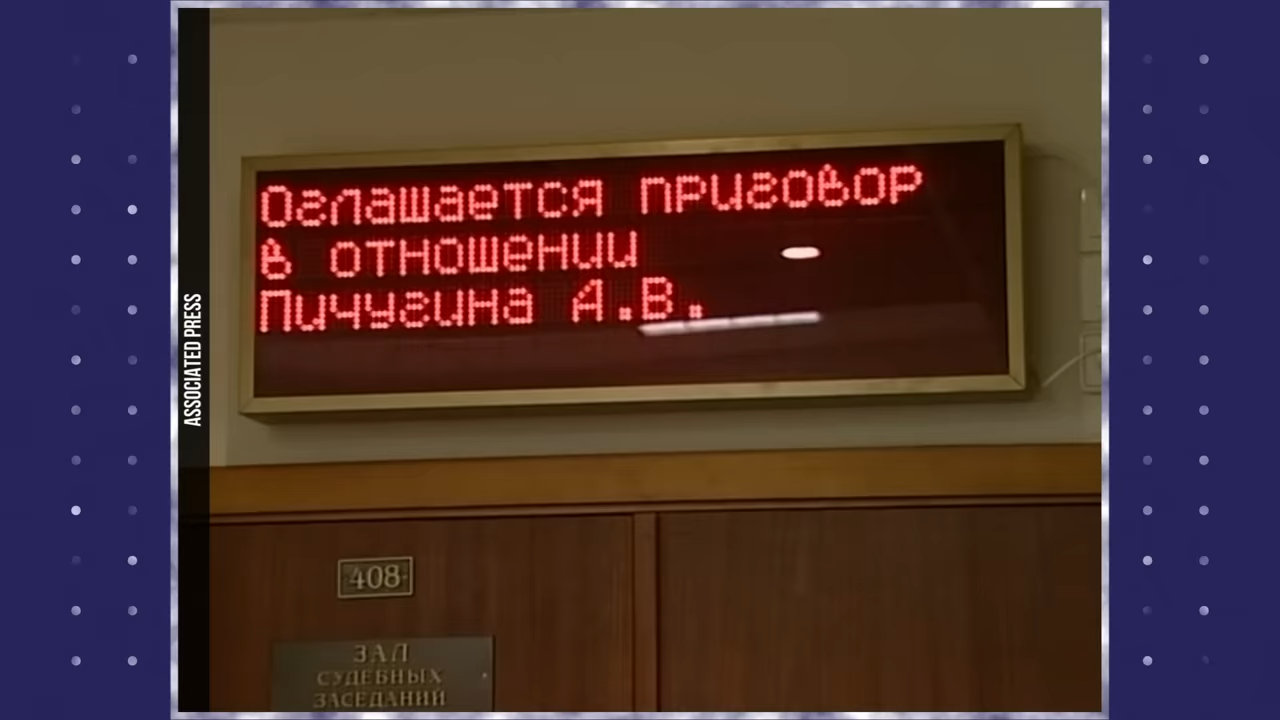 Оглашается приговор
в отношении
Пичугина А.В.
ASSOCIATED PRESS
408
ЗАЛ
СУДЕБНЫХ
ЗАСЕДАНИЙ